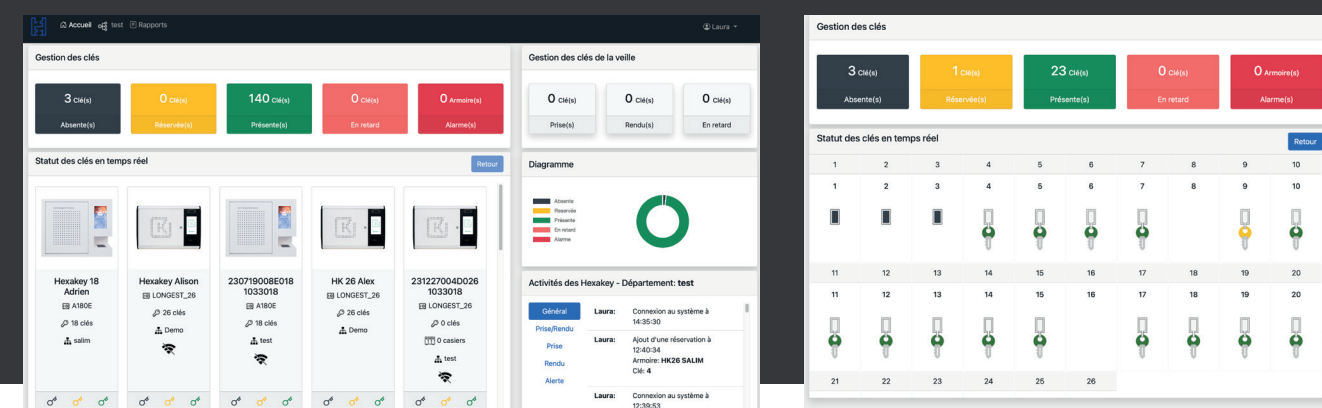 Accueil test Rapports Laura
Gestion des clés
3 Clé(s)
Absente(s)
0 Clé(s)
Réservée(s)
140 Clé(s)
Présente(s)
0 Clé(s)
En retard
0 Armoire(s)
Alarme(s)
Gestion des clés de la veille
0 Clé(s)
Prise(s)
0 Clé(s)
Rendu(s)
0 Clé(s)
En retard
Statut des clés en temps réel
Retour
Hexakey 18
Adrien
A180E
18 clés
salim
Hexakey Alison
LONGEST_26
26 clés
Demo
230719008E018
1033018
A180E
18 clés
test
HK 26 Alex
LONGEST_26
26 clés
Demo
231227004D026
1033018
LONGEST_26
0 clés
0 casiers
test
Diagramme
Absente
Reservée
Présente
En retard
Alarme
Activités des Hexakey - Département: test
Général
Prise/Rendu
Prise
Rendu
Alerte
Laura: Connexion au système à
14:35:30
Laura: Ajout d'une réservation à
12:40:34
Armoire: HK26 SALIM
Clé: 4
Laura: Connexion au système à
12:39:53
Gestion des clés
3 Clé(s)
Absente(s)
1 Clé(s)
Réservée(s)
23 Clé(s)
Présente(s)
0 Clé(s)
En retard
0 Armoire(s)
Alarme(s)
Statut des clés en temps réel
Retour
1 2 3 4 5 6 7 8 9 10
1 2 3 4 5 6 7 8 9 10
11 12 13 14 15 16 17 18 19 20
11 12 13 14 15 16 17 18 19 20
21 22 23 24 25 26